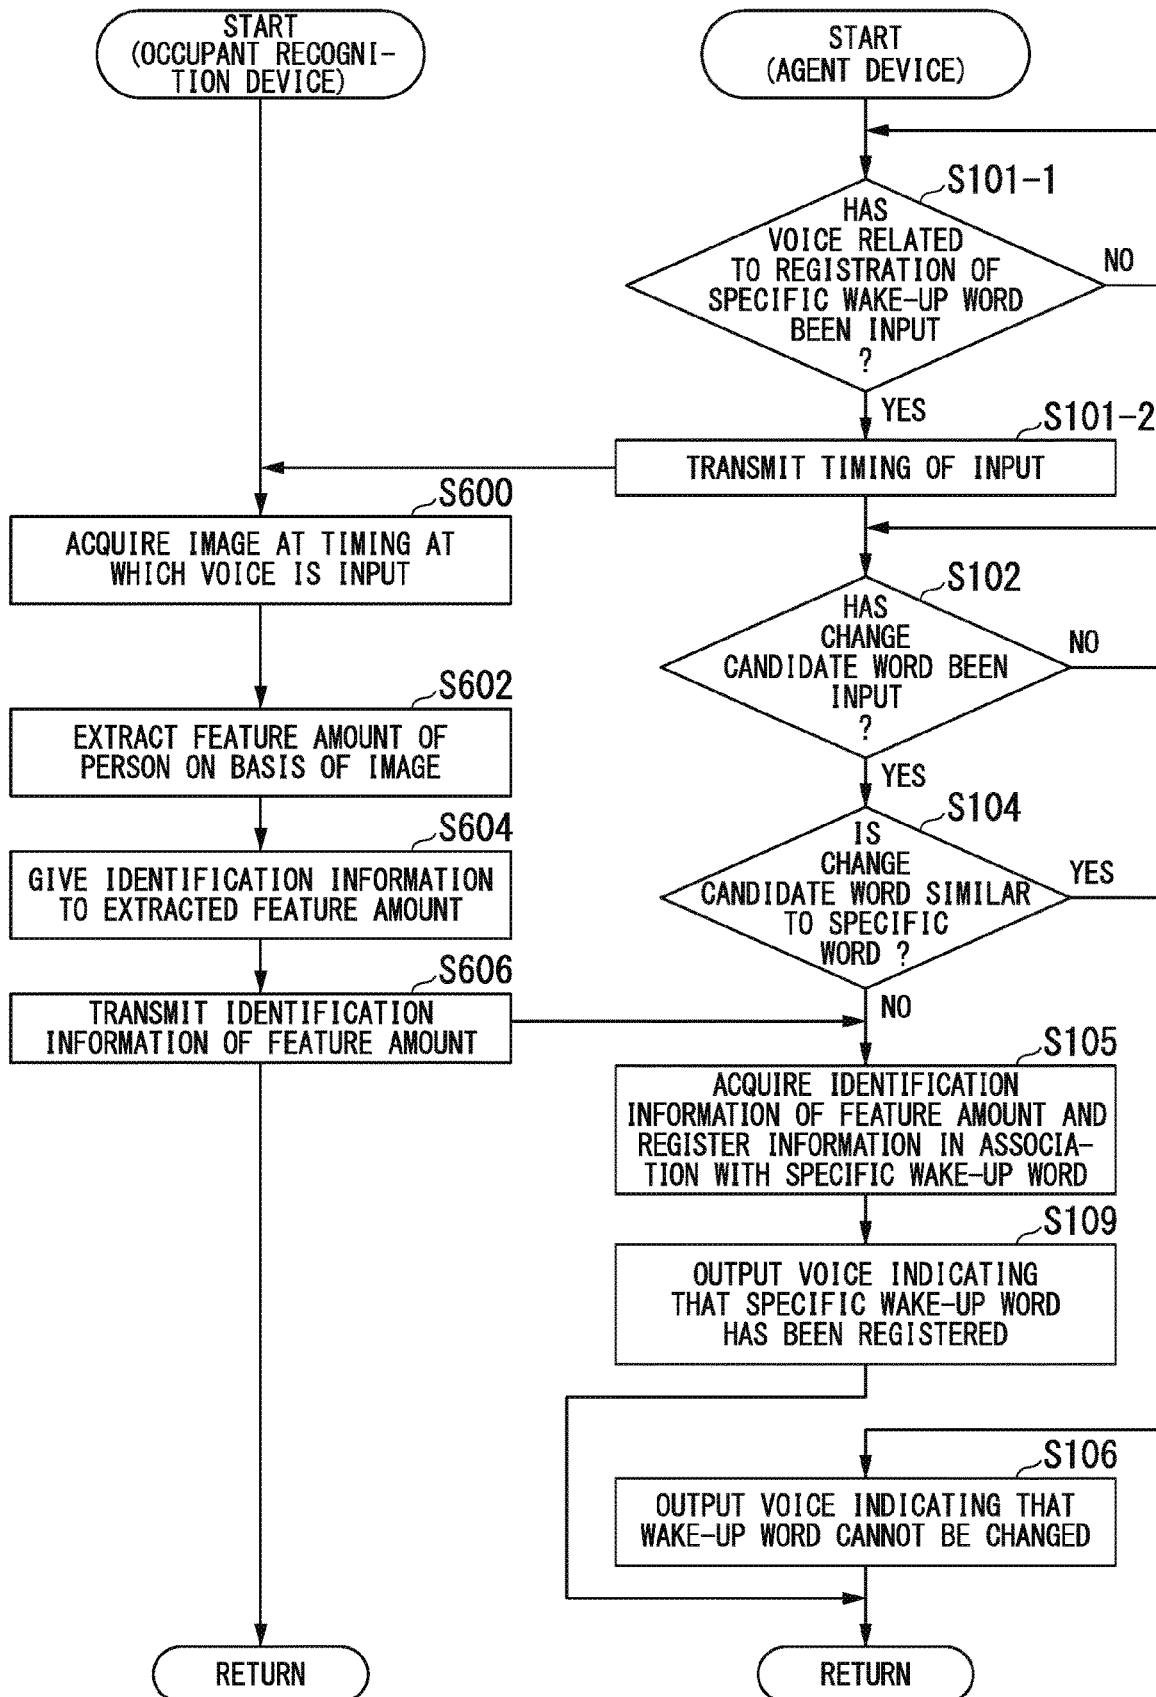 START
(OCCUPANT RECOGNI-
TION DEVICE)
START
(AGENT DEVICE)
S101-1
HAS
VOICE RELATED
TO REGISTRATION OF
SPECIFIC WAKE-UP WORD
BEEN INPUT
?
NO
YES
S101-2
TRANSMIT TIMING OF INPUT
S600
ACQUIRE IMAGE AT TIMING AT
WHICH VOICE IS INPUT
S102
HAS
CHANGE
CANDIDATE WORD BEEN
INPUT
?
NO
YES
S602
EXTRACT FEATURE AMOUNT OF
PERSON ON BASIS OF IMAGE
S104
IS
CHANGE
CANDIDATE WORD SIMILAR
TO SPECIFIC
WORD ?
YES
NO
S604
GIVE IDENTIFICATION INFORMATION
TO EXTRACTED FEATURE AMOUNT
S606
TRANSMIT IDENTIFICATION
INFORMATION OF FEATURE AMOUNT
S105
ACQUIRE IDENTIFICATION
INFORMATION OF FEATURE AMOUNT AND
REGISTER INFORMATION IN ASSOCIA-
TION WITH SPECIFIC WAKE-UP WORD
S109
OUTPUT VOICE INDICATING
THAT SPECIFIC WAKE-UP WORD
HAS BEEN REGISTERED
S106
OUTPUT VOICE INDICATING THAT
WAKE-UP WORD CANNOT BE CHANGED
RETURN
RETURN